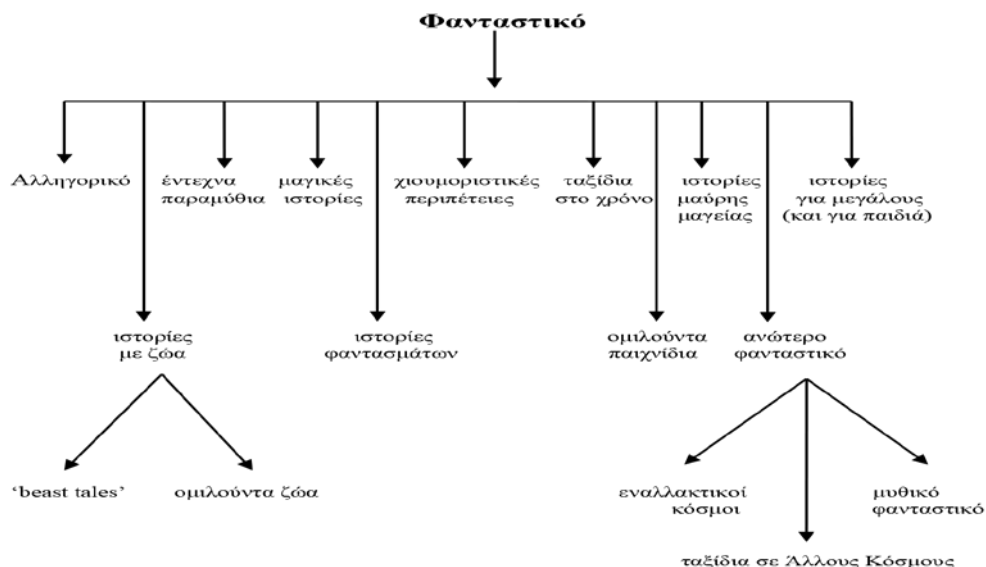 Φανταστικό
Αλληγορικό
έντεχνα
παραμύθια
μαγικές
ιστορίες
χιουμοριστικές
περιπέτειες
ταξίδια
στο χρόνο
ιστορίες
μαύρης
μαγείας
ιστορίες
για μεγάλους
(και για παιδιά)
ιστορίες
με ζώα
ιστορίες
φαντασμάτων
ομιλούντα
παιχνίδια
ανώτερο
φανταστικό
‘beast tales’
ομιλούντα ζώα
εναλλακτικοί
κόσμοι
μυθικό
φανταστικό
ταξίδια σε Άλλους Κόσμους